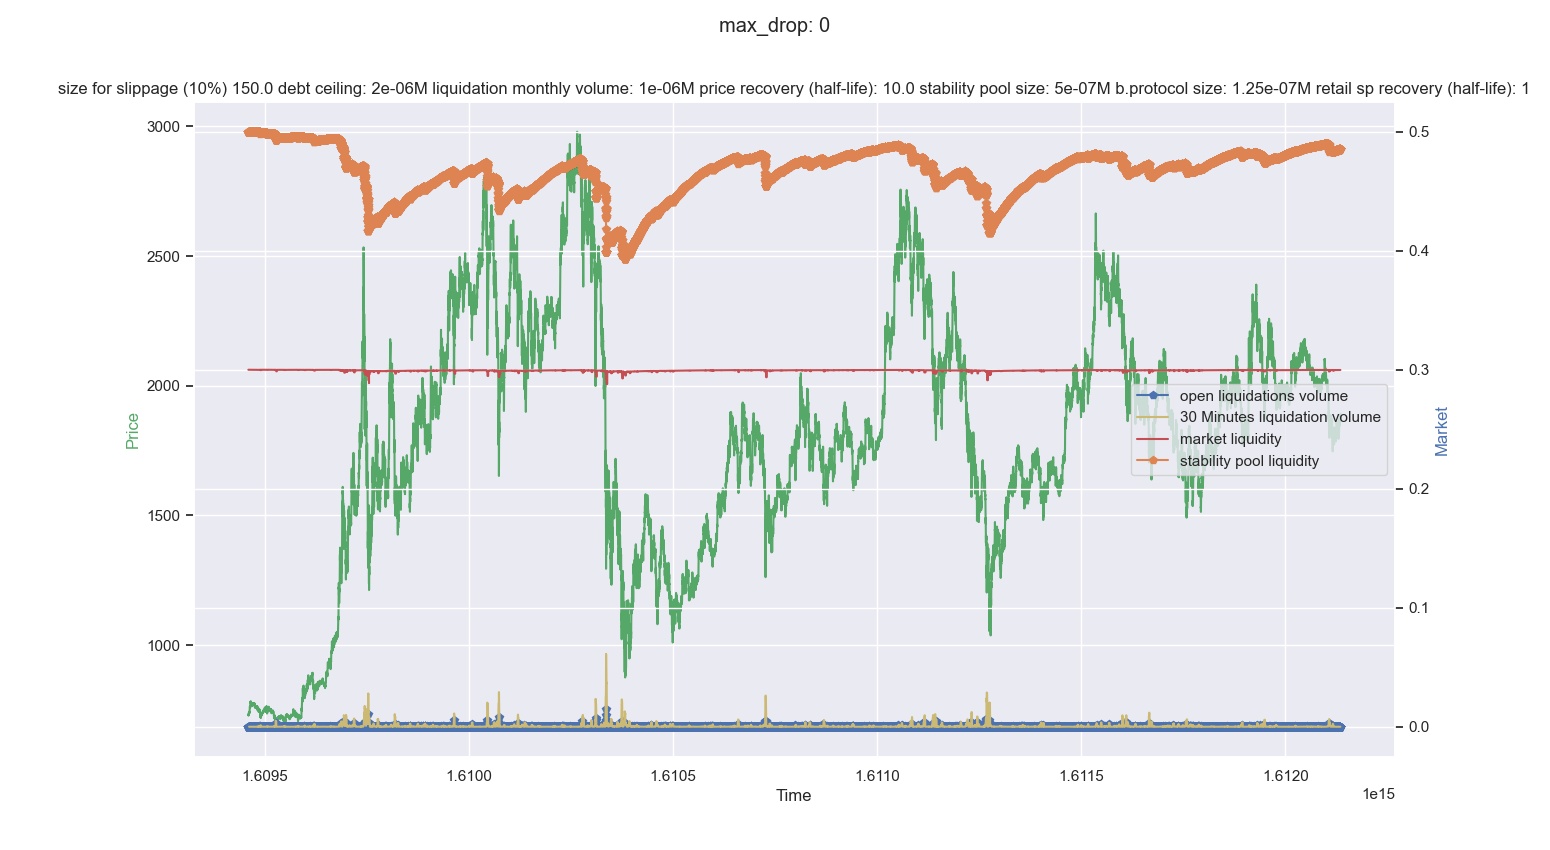 max_drop: 0
size for slippage (10%) 150.0 debt ceiling: 2e-06M liquidation monthly volume: 1e-06M price recovery (half-life): 10.0 stability pool size: 5e-07M b.protocol size: 1.25e-07M retail sp recovery (half-life): 1
3000
2500
2000
1500
1000
Price
0.5
0.4
0.3
0.2
0.1
0.0
Market
open liquidations volume
30 Minutes liquidation volume
market liquidity
stability pool liquidity
1.6095 1.6100 1.6105 1.6110 1.6115 1.6120
1e15
Time